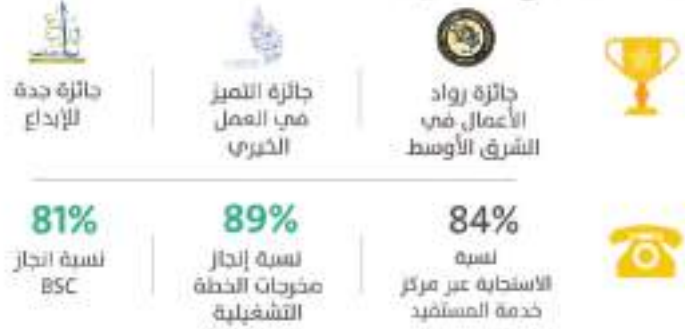 جائزة رواد
الأعمال في
الشرق الأوسط
جائزة التميز
في العمل
الخيري
جائزة جدة
للإبداع
84%
نسبة
الاستجابة عبر مركز
خدمة المستفيد
89%
نسبة إنجاز
مخرجات الخطة
التشغيلية
81%
نسبة انجاز
BSC